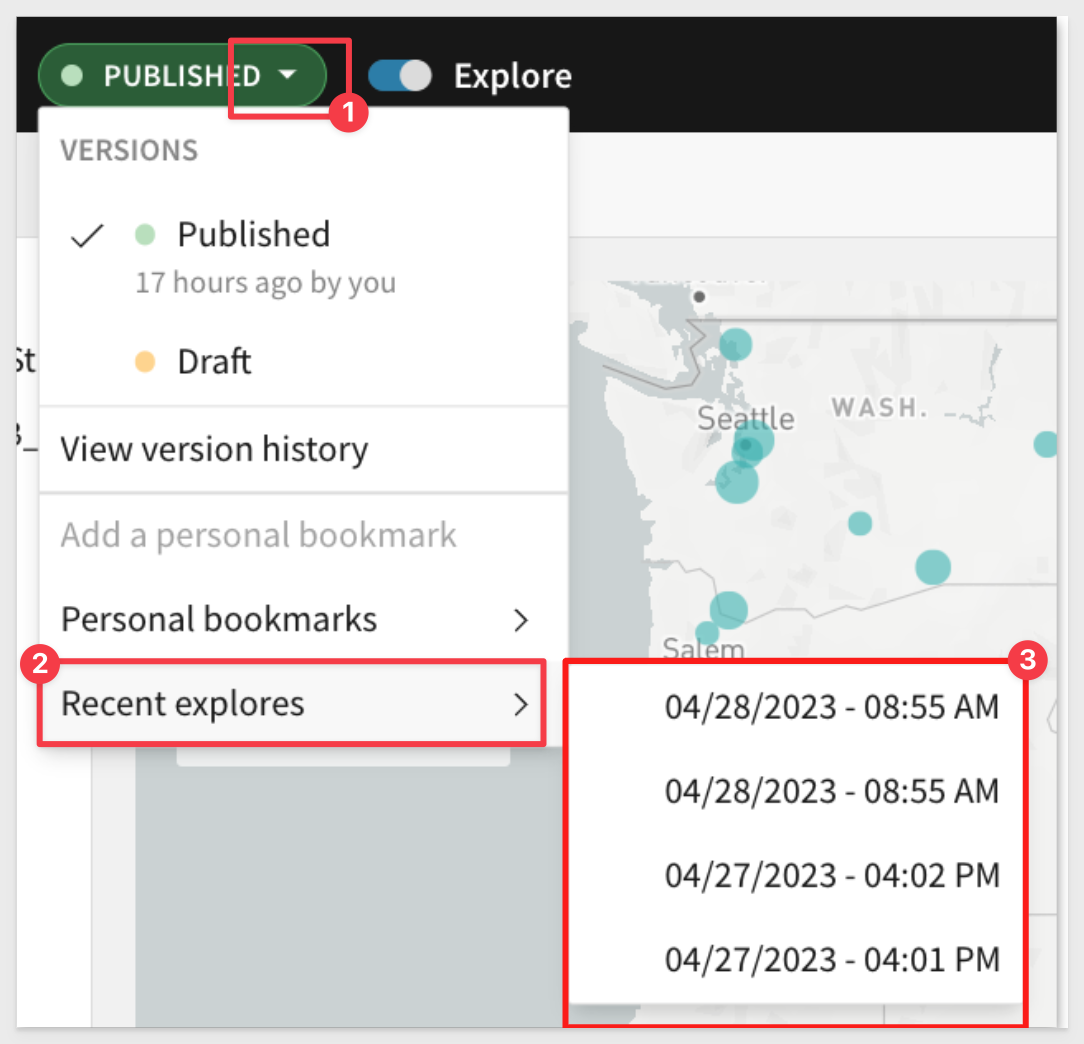 PUBLISHED
Explore
1
VERSIONS
Published
17 hours ago by you
St
Draft
View version history
Add a personal bookmark
Personal bookmarks
2
Recent explores
Seattle
WASH.
Salem
3
04/28/2023 - 08:55 AM
04/28/2023 - 08:55 AM
04/27/2023 - 04:02 PM
04/27/2023 - 04:01 PM